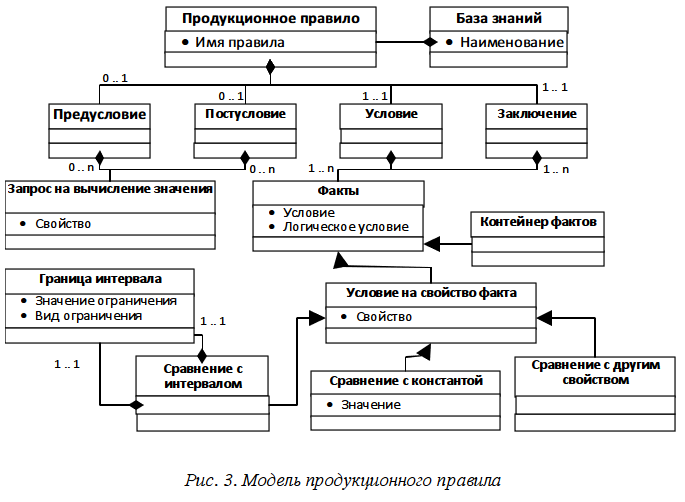 Продукционное правило
• Имя правила
База знаний
• Наименование
0 .. 1
0 .. 1
1 .. 1
1 .. 1
Предусловие
Постусловие
Условие
Заключение
0 .. n
0 .. n
1 .. n
1 .. n
Запрос на вычисление значения
• Свойство
Факты
• Условие
• Логическое условие
Контейнер фактов
Граница интервала
• Значение ограничения
• Вид ограничения
Условие на свойство факта
• Свойство
1 .. 1
1 .. 1
Сравнение с
интервалом
Сравнение с константой
• Значение
Сравнение с другим
свойством
Рис. 3. Модель продукционного правила